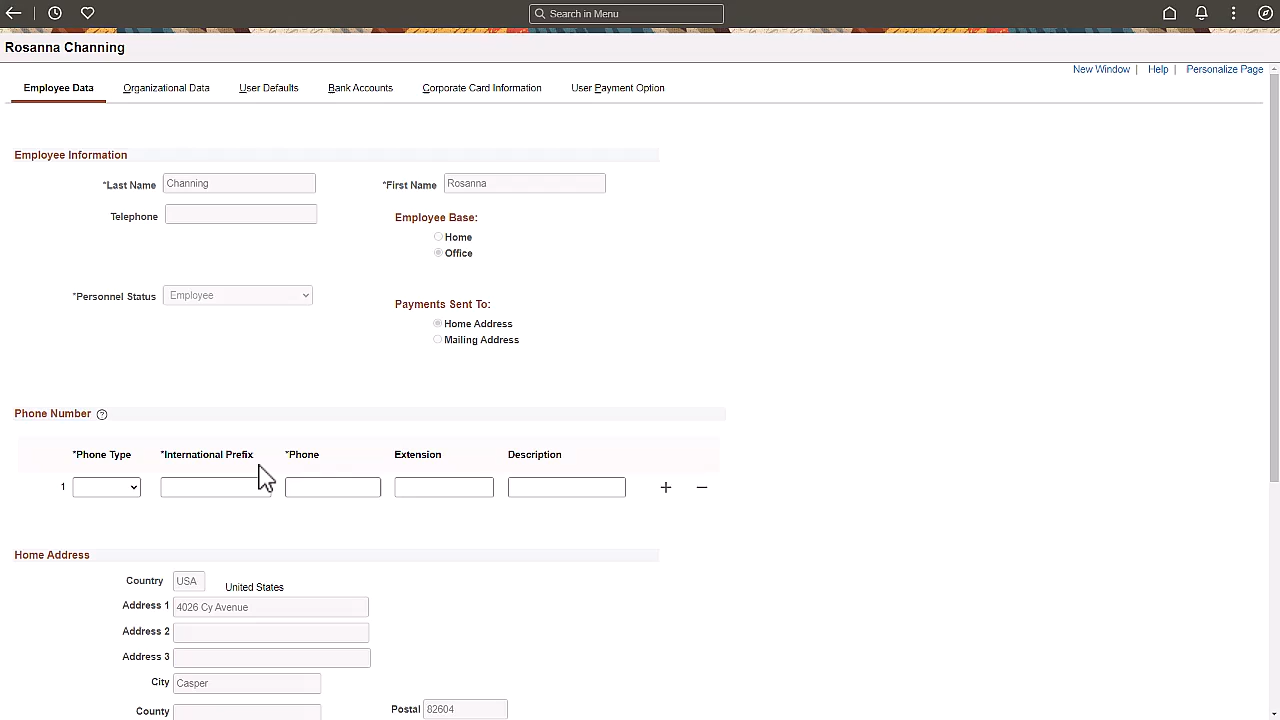 Search in Menu
Rosanna Channing
New Window | Help | Personalize Page
Employee Data Organizational Data User Defaults Bank Accounts Corporate Card Information User Payment Option
Employee Information
*Last Name Channing *First Name Rosanna
Telephone
Employee Base:
Home
Office
*Personnel Status Employee
Payments Sent To:
Home Address
Mailing Address
Phone Number ?
*Phone Type *International Prefix *Phone Extension Description
1 + −
Home Address
Country USA United States
Address 1 4026 Cy Avenue
Address 2
Address 3
City Casper
County Postal 82604